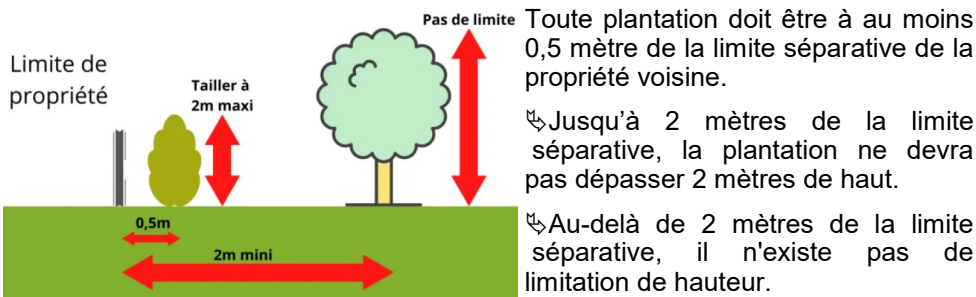 Limite de
propriété
Tailler à
2m maxi
Pas de limite
0,5m
2m mini
Toute plantation doit être à au moins
0,5 mètre de la limite séparative de la
propriété voisine.
⮱Jusqu'à 2 mètres de la limite
séparative, la plantation ne devra
pas dépasser 2 mètres de haut.
⮱Au-delà de 2 mètres de la limite
séparative, il n'existe pas de
limitation de hauteur.